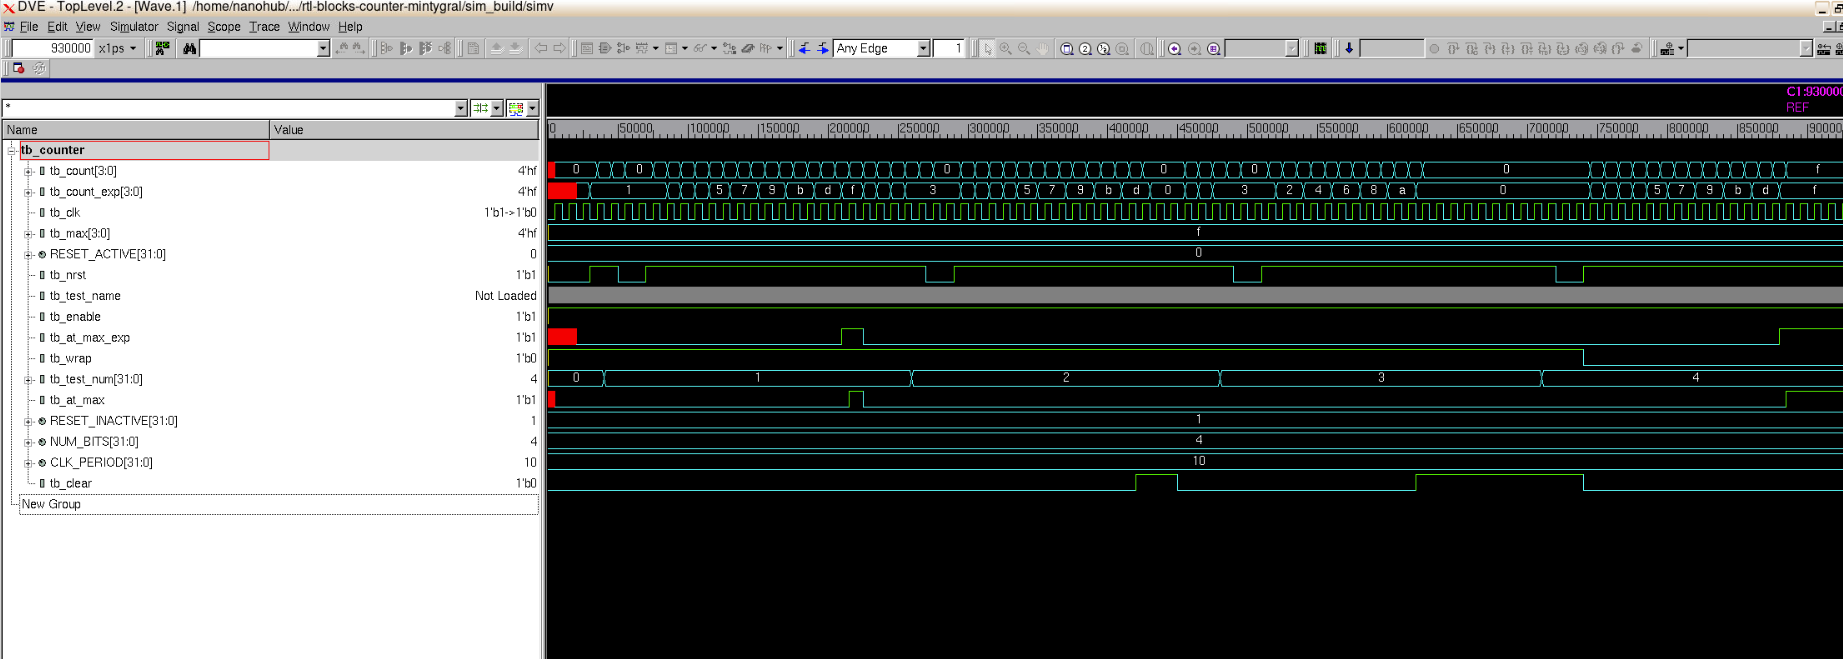 DVE - TopLevel.2 - [Wave.1] /home/nanohub/.../rtl-blocks-counter-mintygral/sim_build/simv
File Edit View Simulator Signal Scope Trace Window Help
930000 x1ps Any Edge 1
*
C1:930000
REF
Name Value
0 50000 100000 150000 200000 250000 300000 350000 400000 450000 500000 550000 600000 650000 700000 750000 800000 850000
tb_counter
tb_count[3:0] 4'hf 0 0 0 0 0 0 f
tb_count_exp[3:0] 4'hf 1 5 7 9 b d f 3 5 7 9 b d 0 3 2 4 6 8 a 0 5 7 9 b d f
tb_clk 1'b1->1'b0
tb_max[3:0] 4'hf f
RESET_ACTIVE[31:0] 0 0
tb_nrst 1'b1
tb_test_name Not Loaded
tb_enable 1'b1
tb_at_max_exp 1'b1
tb_wrap 1'b0
tb_test_num[31:0] 4 0 1 2 3 4
tb_at_max 1'b1
RESET_INACTIVE[31:0] 1 1
NUM_BITS[31:0] 4 4
CLK_PERIOD[31:0] 10 10
tb_clear 1'b0
New Group